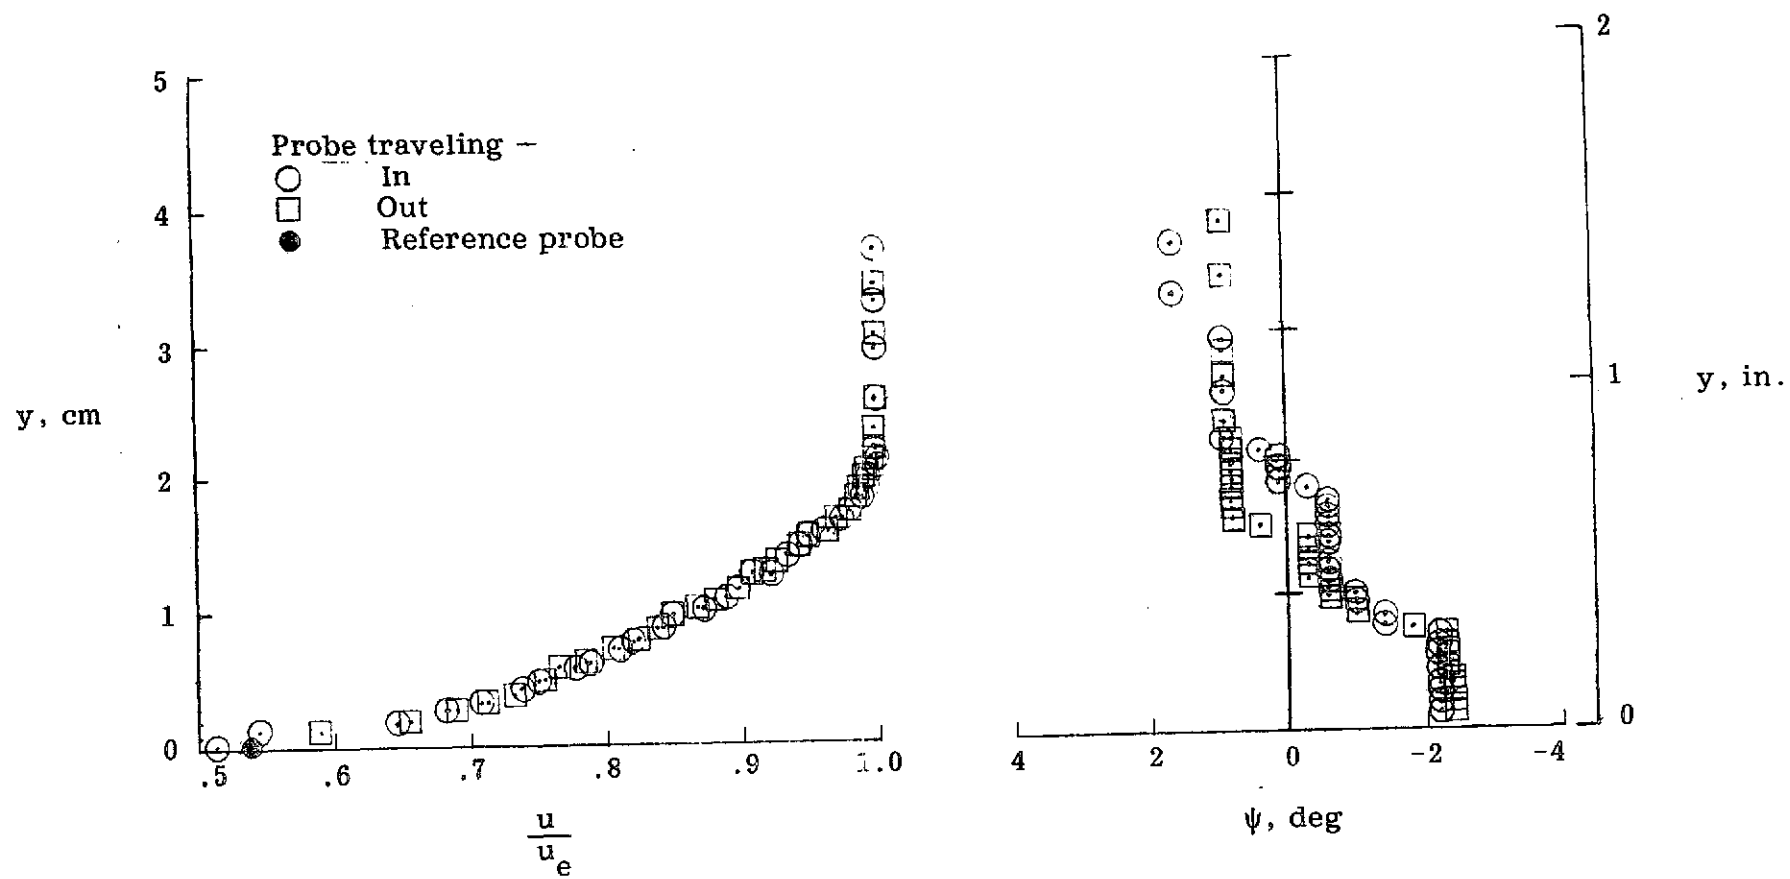 5
4
3
2
1
0
y, cm
Probe traveling —
In
Out
Reference probe
.5 .6 .7 .8 .9 1.0
u
u e
2
1
0
y, in.
4 2 0 -2 -4
ψ, deg